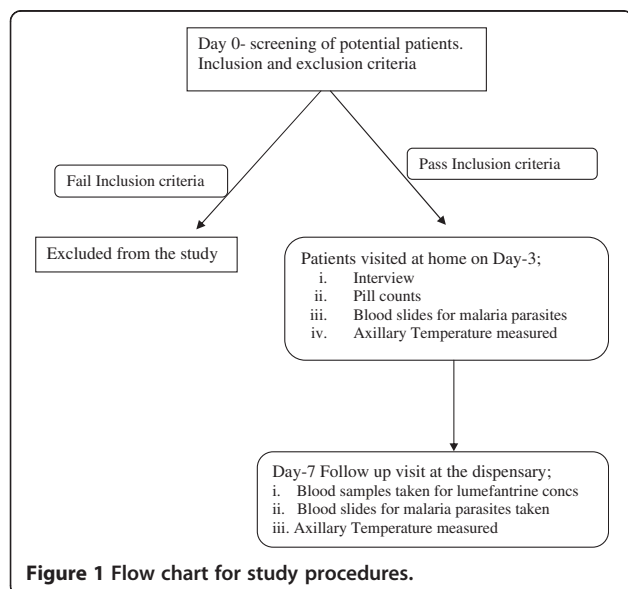 Day 0- screening of potential patients.
Inclusion and exclusion criteria
Fail Inclusion criteria
Pass Inclusion criteria
Excluded from the study
Patients visited at home on Day-3;
i. Interview
ii. Pill counts
iii. Blood slides for malaria parasites
iv. Axillary Temperature measured
Day-7 Follow up visit at the dispensary;
i. Blood samples taken for lumefantrine concs
ii. Blood slides for malaria parasites taken
iii. Axillary Temperature measured
Figure 1 Flow chart for study procedures.